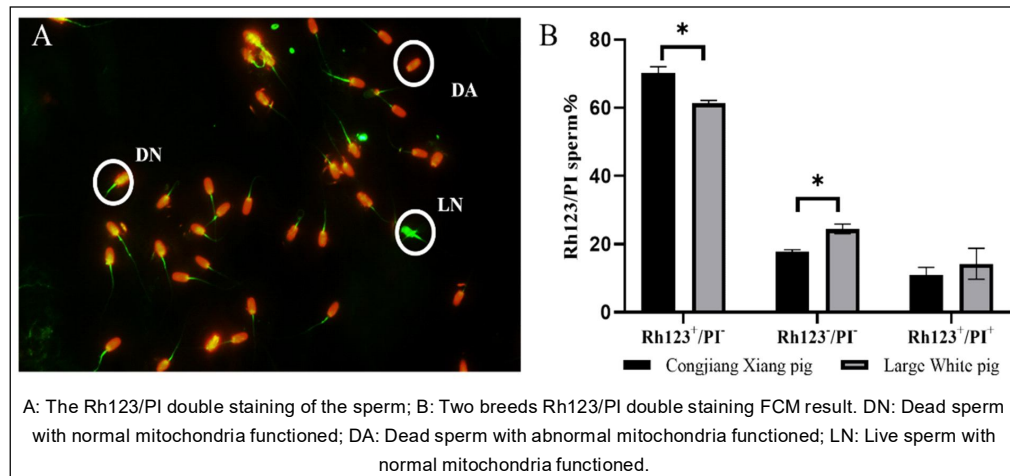 A
DA
DN
LN
B
Rh123/PI sperm%
80
60
40
20
0
*
*
Rh123⁺/PI⁻
Rh123⁻/PI⁻
Rh123⁺/PI⁺
Congjiang Xiang pig
Large White pig
A: The Rh123/PI double staining of the sperm; B: Two breeds Rh123/PI double staining FCM result. DN: Dead sperm
with normal mitochondria functioned; DA: Dead sperm with abnormal mitochondria functioned; LN: Live sperm with
normal mitochondria functioned.